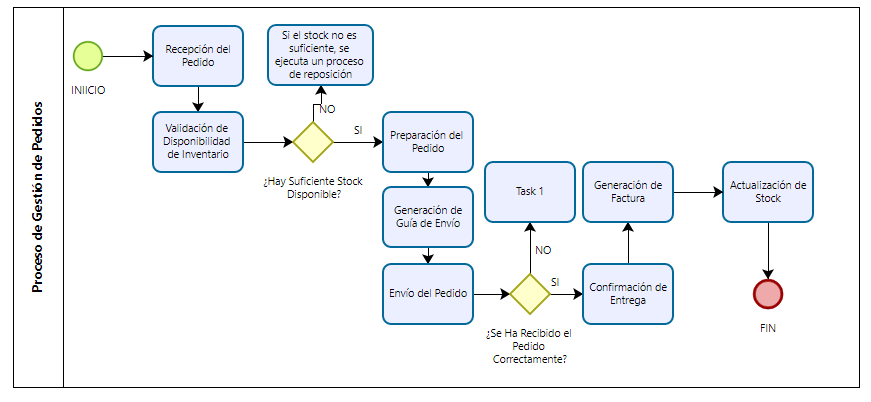 Proceso de Gestión de Pedidos
INIICIO
Recepción del
Pedido
Validación de
Disponibilidad
de Inventario
Si el stock no es
suficiente, se
ejecuta un proceso
de reposición
NO
SI
¿Hay Suficiente Stock
Disponible?
Preparación del
Pedido
Generación de
Guía de Envío
Envío del Pedido
Task 1
NO
SI
¿Se Ha Recibido el
Pedido
Correctamente?
Confirmación de
Entrega
Generación de
Factura
Actualización de
Stock
FIN